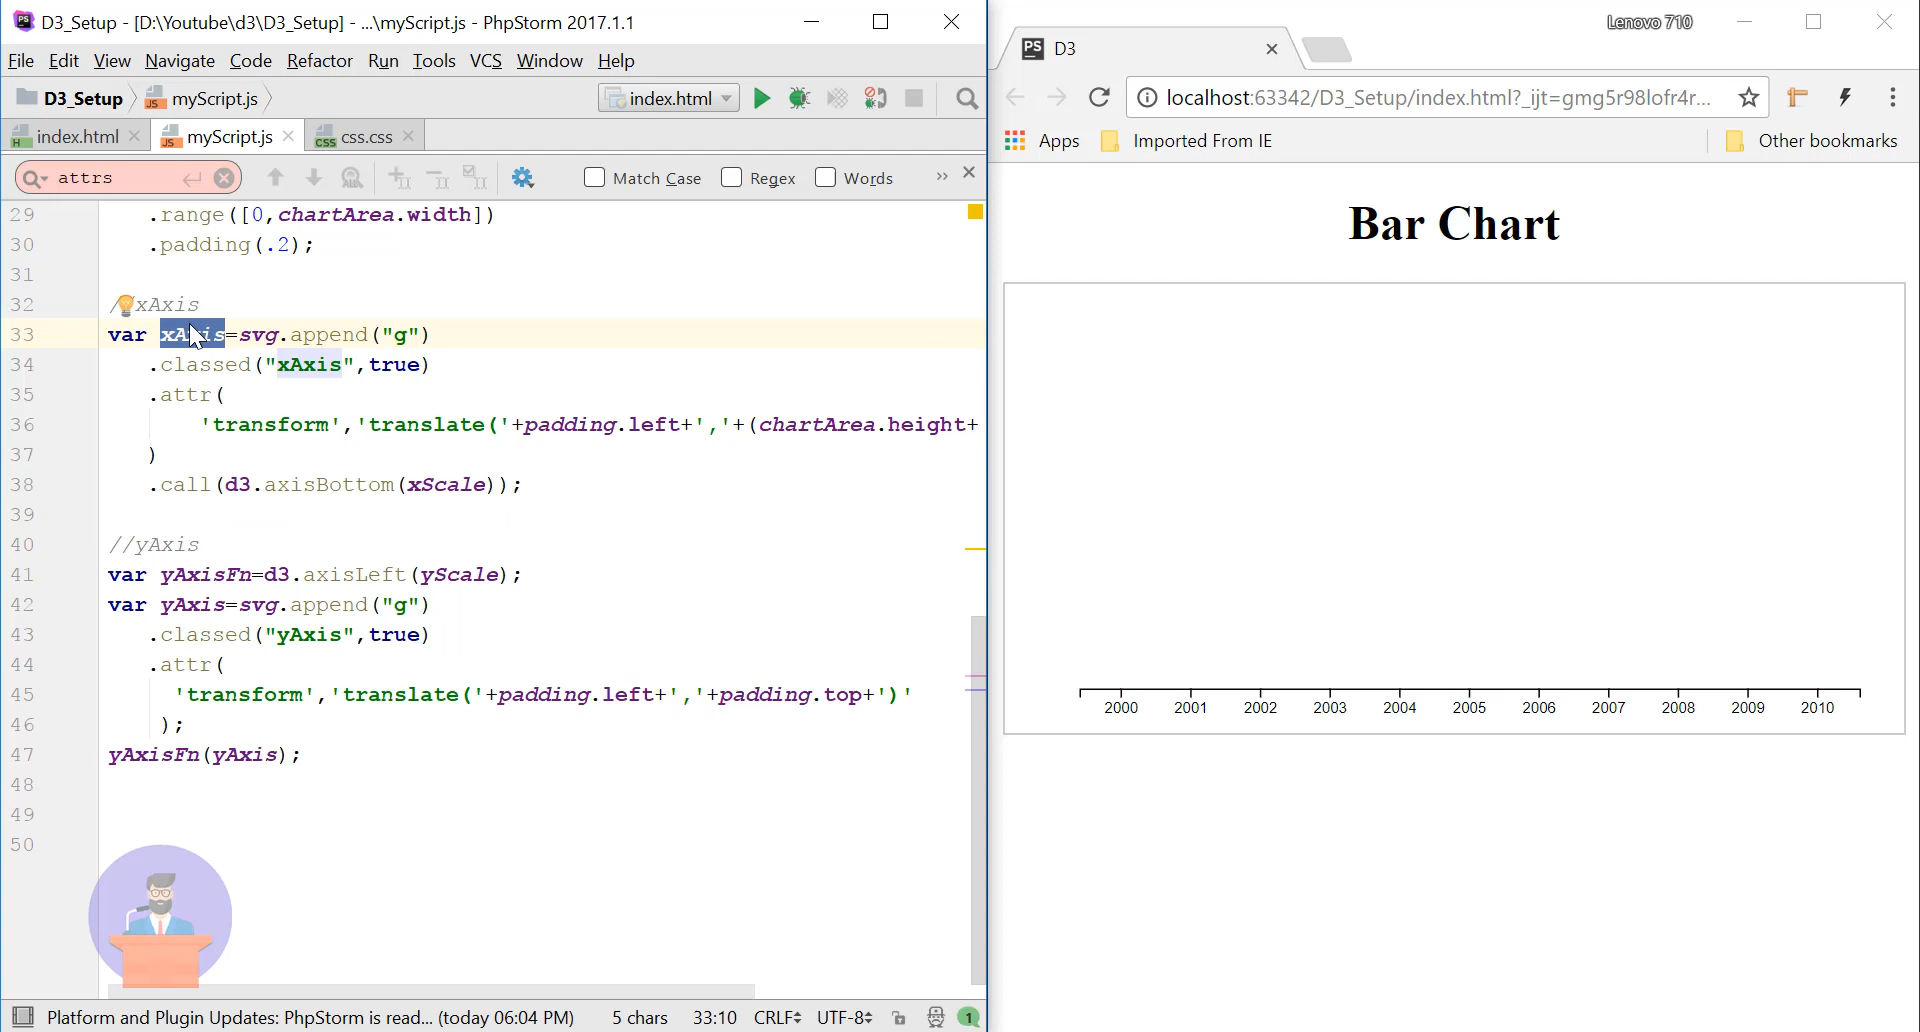 D3_Setup - [D:\Youtube\d3\D3_Setup] - ...\myScript.js - PhpStorm 2017.1.1
File Edit View Navigate Code Refactor Run Tools VCS Window Help
D3_Setup myScript.js index.html
index.html myScript.js css.css
attrs Match Case Regex Words »
29 .range([0,chartArea.width])
30 .padding(.2);
31
32 //xAxis
33 var xAxis=svg.append("g")
34 .classed("xAxis",true)
35 .attr(
36 'transform','translate('+padding.left+','+(chartArea.height+
37 )
38 .call(d3.axisBottom(xScale));
39
40 //yAxis
41 var yAxisFn=d3.axisLeft(yScale);
42 var yAxis=svg.append("g")
43 .classed("yAxis",true)
44 .attr(
45 'transform','translate('+padding.left+','+padding.top+')'
46 );
47 yAxisFn(yAxis);
48
49
50
Platform and Plugin Updates: PhpStorm is read... (today 06:04 PM) 5 chars 33:10 CRLF UTF-8 1
Lenovo 710
D3
localhost:63342/D3_Setup/index.html?_ijt=gmg5r98lofr4r...
Apps Imported From IE Other bookmarks
Bar Chart
2000 2001 2002 2003 2004 2005 2006 2007 2008 2009 2010